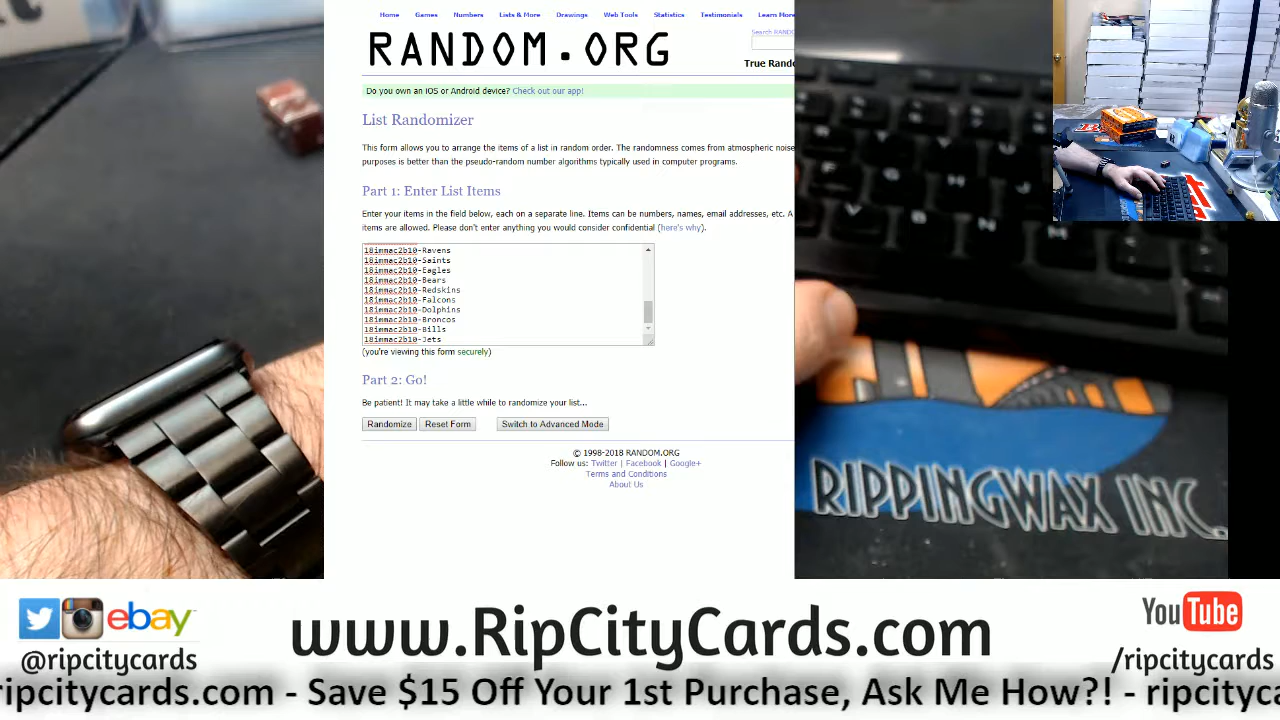 Home Games Numbers Lists & More Drawings Web Tools Statistics Testimonials Learn More
RANDOM.ORG
Search RAND
True Rando
Do you own an iOS or Android device? Check out our app!
List Randomizer
This form allows you to arrange the items of a list in random order. The randomness comes from atmospheric noise
purposes is better than the pseudo-random number algorithms typically used in computer programs.
Part 1: Enter List Items
Enter your items in the field below, each on a separate line. Items can be numbers, names, email addresses, etc. A
items are allowed. Please don't enter anything you would consider confidential (here's why).
18immac2b10-Ravens
18immac2b10-Saints
18immac2b10-Eagles
18immac2b10-Bears
18immac2b10-Redskins
18immac2b10-Falcons
18immac2b10-Dolphins
18immac2b10-Broncos
18immac2b10-Bills
18immac2b10-Jets
(you're viewing this form securely)
Part 2: Go!
Be patient! It may take a little while to randomize your list...
Randomize Reset Form Switch to Advanced Mode
© 1998-2018 RANDOM.ORG
Follow us: Twitter | Facebook | Google+
Terms and Conditions
About Us
RIPPINGWAX INC.
ebay
@ripcitycards
www.RipCityCards.com
YouTube
/ripcitycards
ripcitycards.com - Save $15 Off Your 1st Purchase, Ask Me How?! - ripcityca